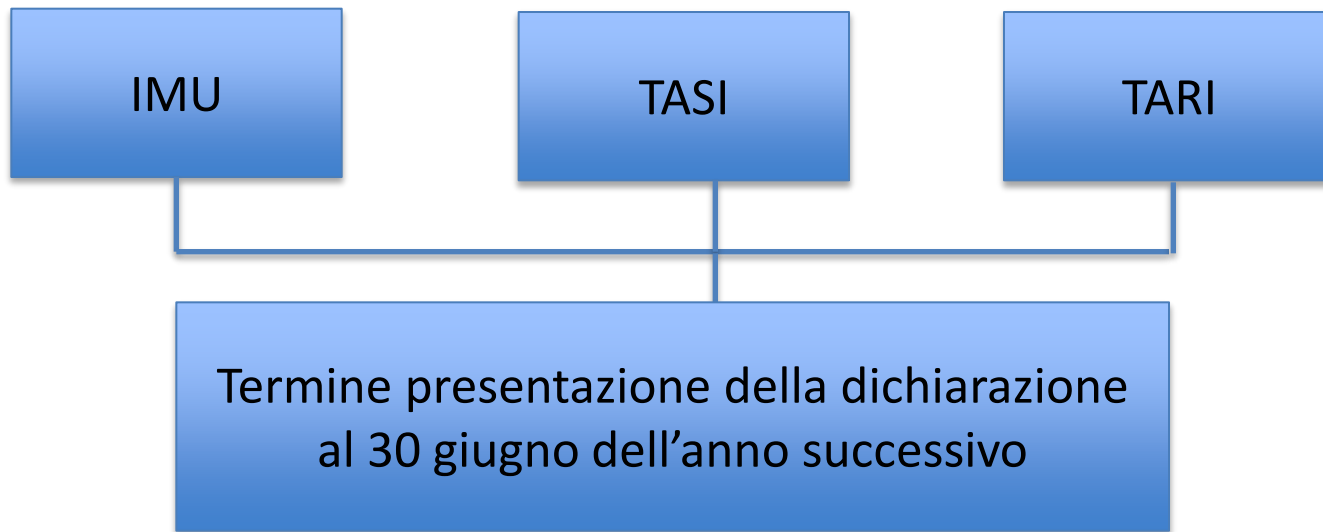 IMU
TASI
TARI
Termine presentazione della dichiarazione
al 30 giugno dell’anno successivo